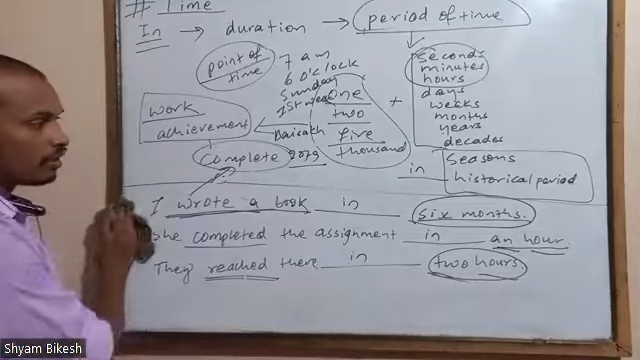 # Time
In → duration → period of time
point of time
7 am
6 o'clock
Sunday
1st week
Baisakh
2079
one
two
five
thousand
+
seconds
minutes
hours
days
weeks
months
years
decades
work
achievement
complete
in
seasons
historical period
I wrote a book in six months.
She completed the assignment in an hour.
They reached there in two hours.
Shyam Bikesh